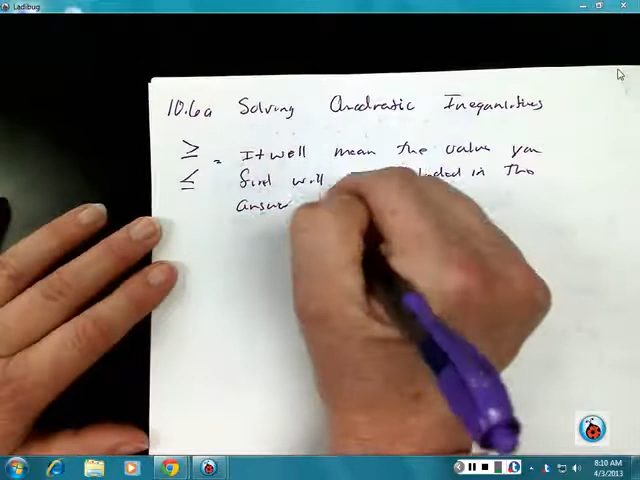 Ladibug
10.6a Solving Quadratic Inequalities
≥ = It well mean the value you
≤ find will in the
answer
8:10 AM
4/3/2013